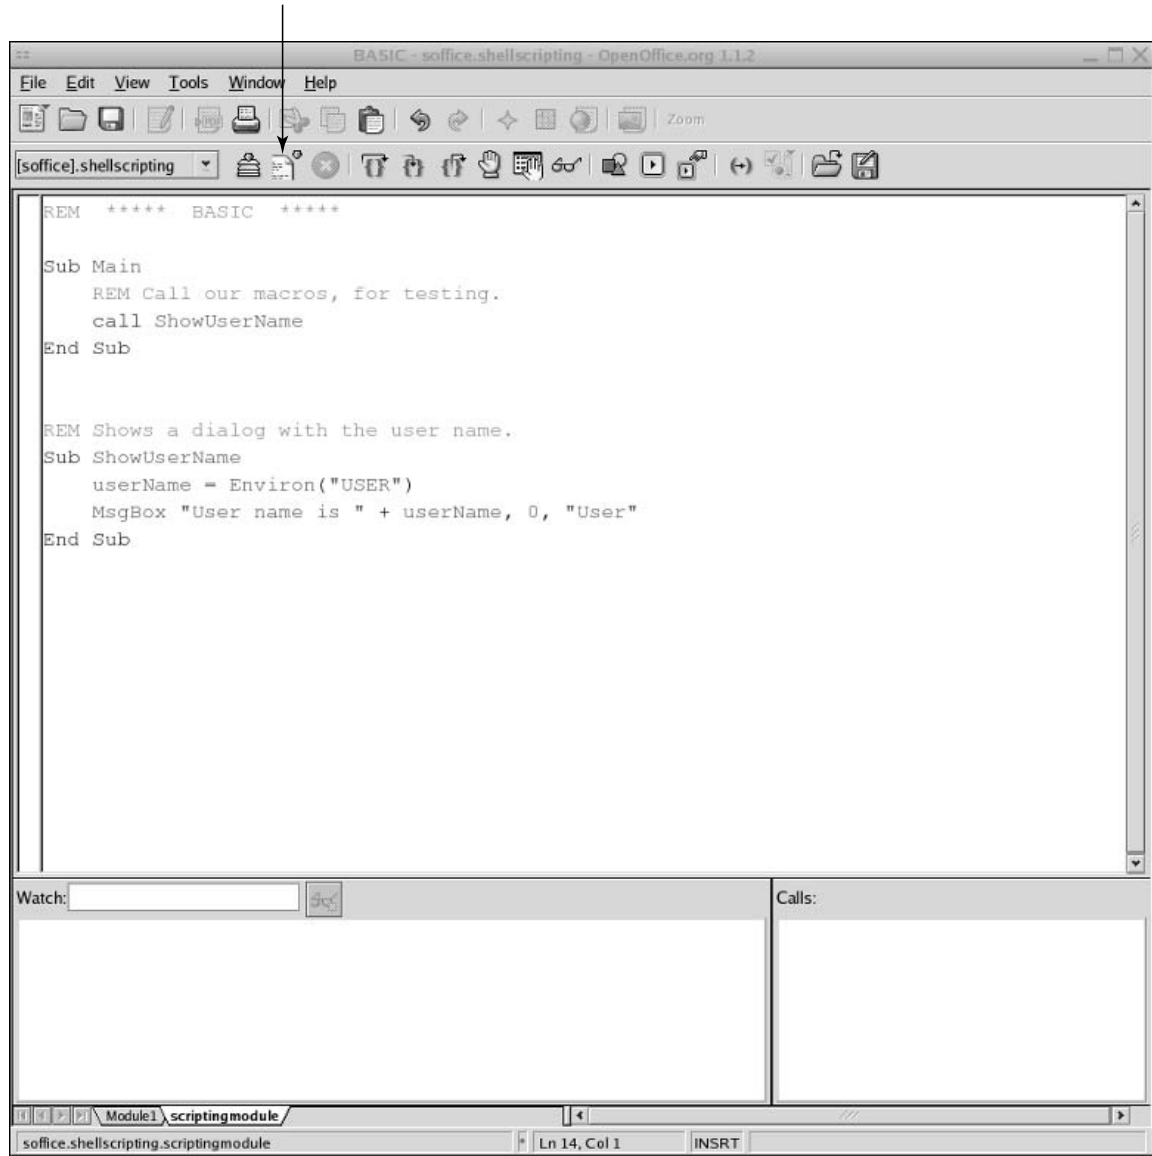 BASIC - soffice.shellscripting - OpenOffice.org 1.1.2
File Edit View Tools Window Help
Zoom
[soffice].shellscripting
REM ***** BASIC *****
Sub Main
REM Call our macros, for testing.
call ShowUserName
End Sub
REM Shows a dialog with the user name.
Sub ShowUserName
userName = Environ("USER")
MsgBox "User name is " + userName, 0, "User"
End Sub
Watch:
Calls:
Module1 scriptingmodule
soffice.shellscripting.scriptingmodule * Ln 14, Col 1 INSRT